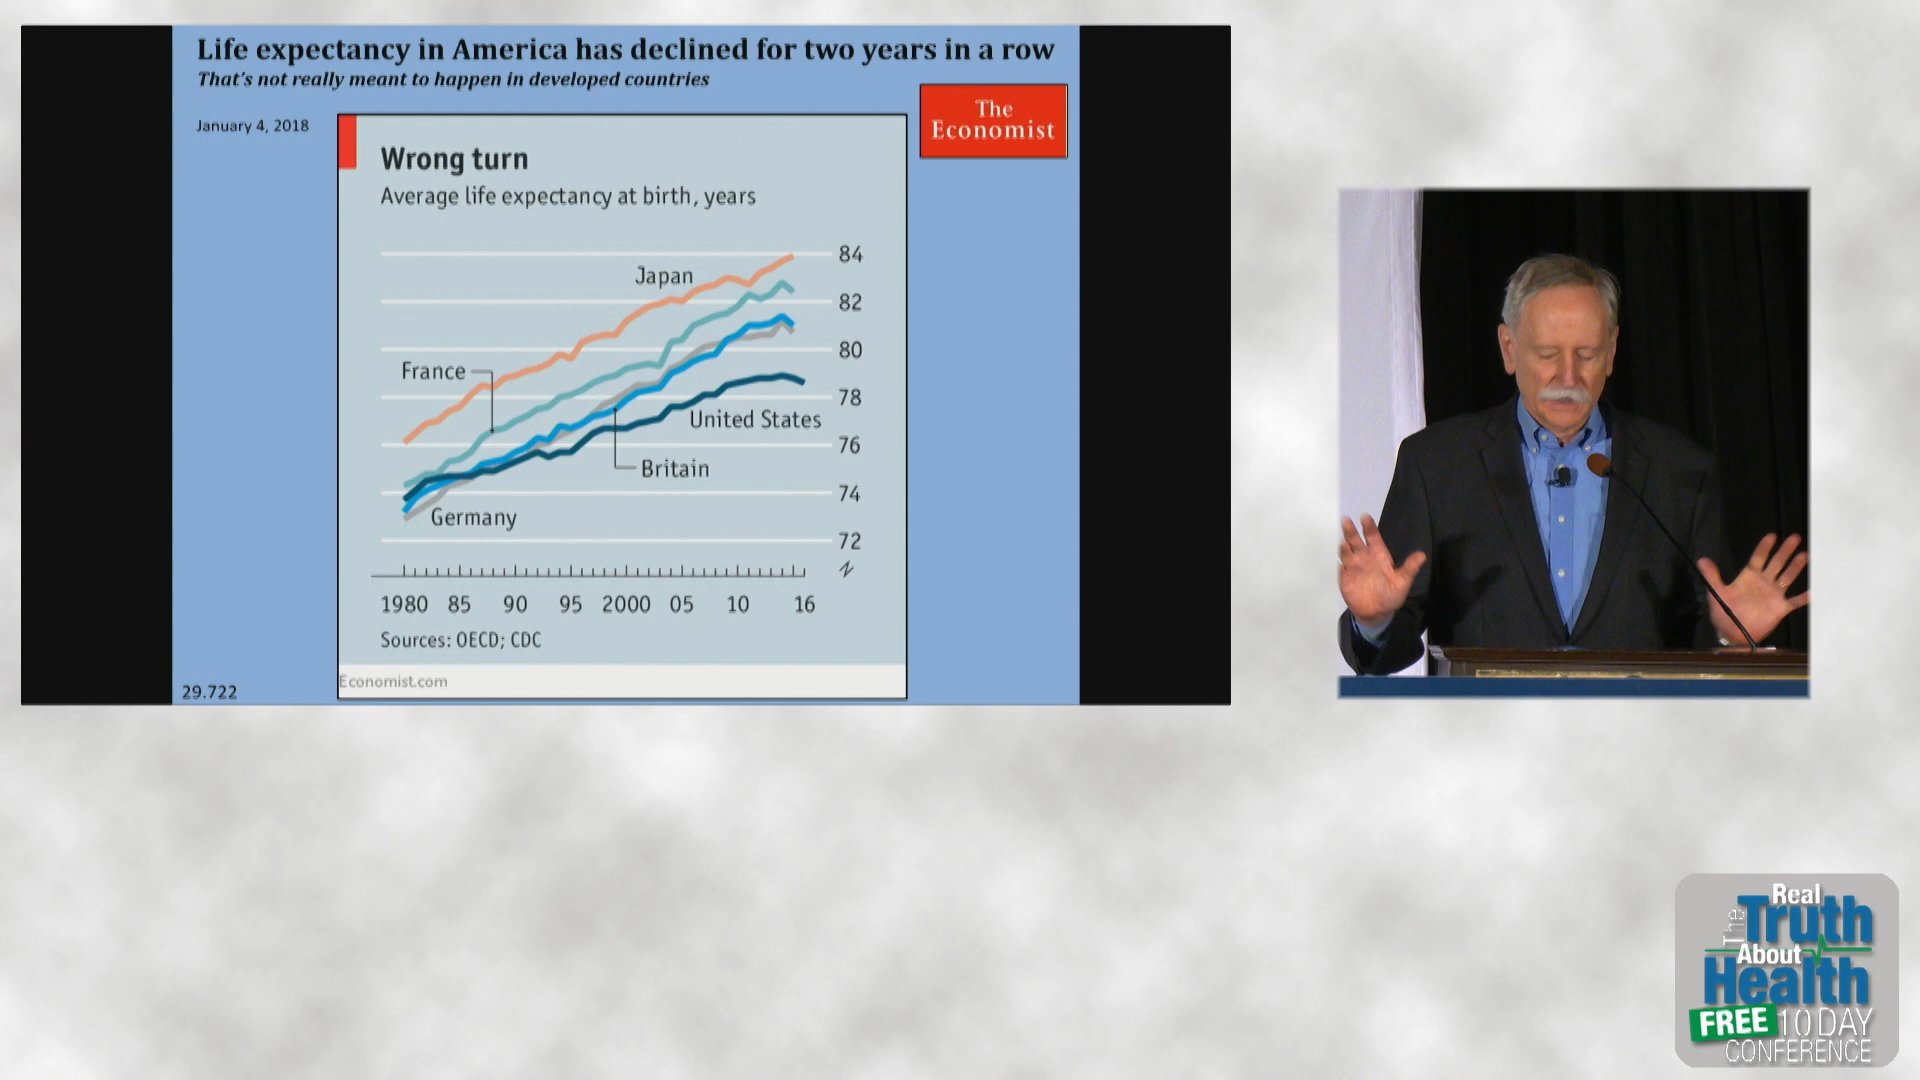 Life expectancy in America has declined for two years in a row
That's not really meant to happen in developed countries
January 4, 2018
The
Economist
Wrong turn
Average life expectancy at birth, years
84
Japan
82
80
France
78
United States
76
Britain
74
Germany
72
1980 85 90 95 2000 05 10 16
Sources: OECD; CDC
Economist.com
29.722
The Real
Truth
About
Health
FREE 10 DAY
CONFERENCE